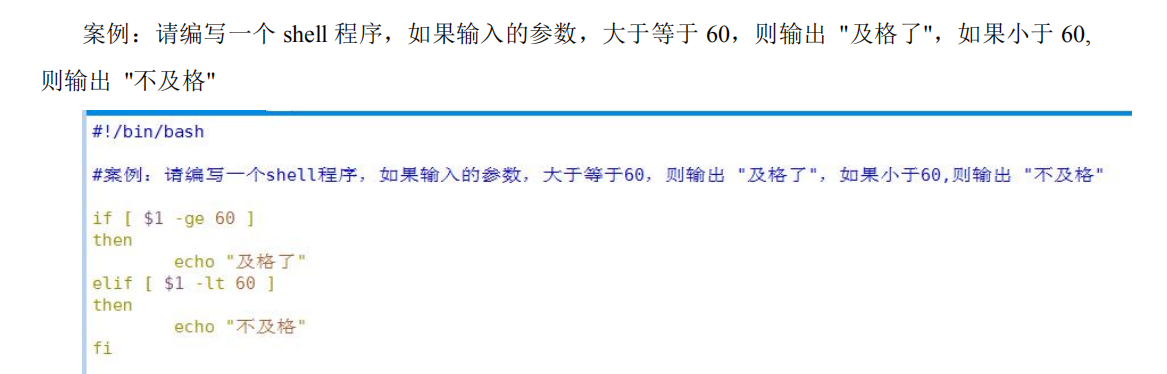 案例：请编写一个 shell 程序，如果输入的参数，大于等于 60，则输出 "及格了"，如果小于 60,
则输出 "不及格"
#!/bin/bash
#案例：请编写一个shell程序，如果输入的参数，大于等于60，则输出 "及格了"，如果小于60,则输出 "不及格"
if [ $1 -ge 60 ]
then
        echo "及格了"
elif [ $1 -lt 60 ]
then
        echo "不及格"
fi